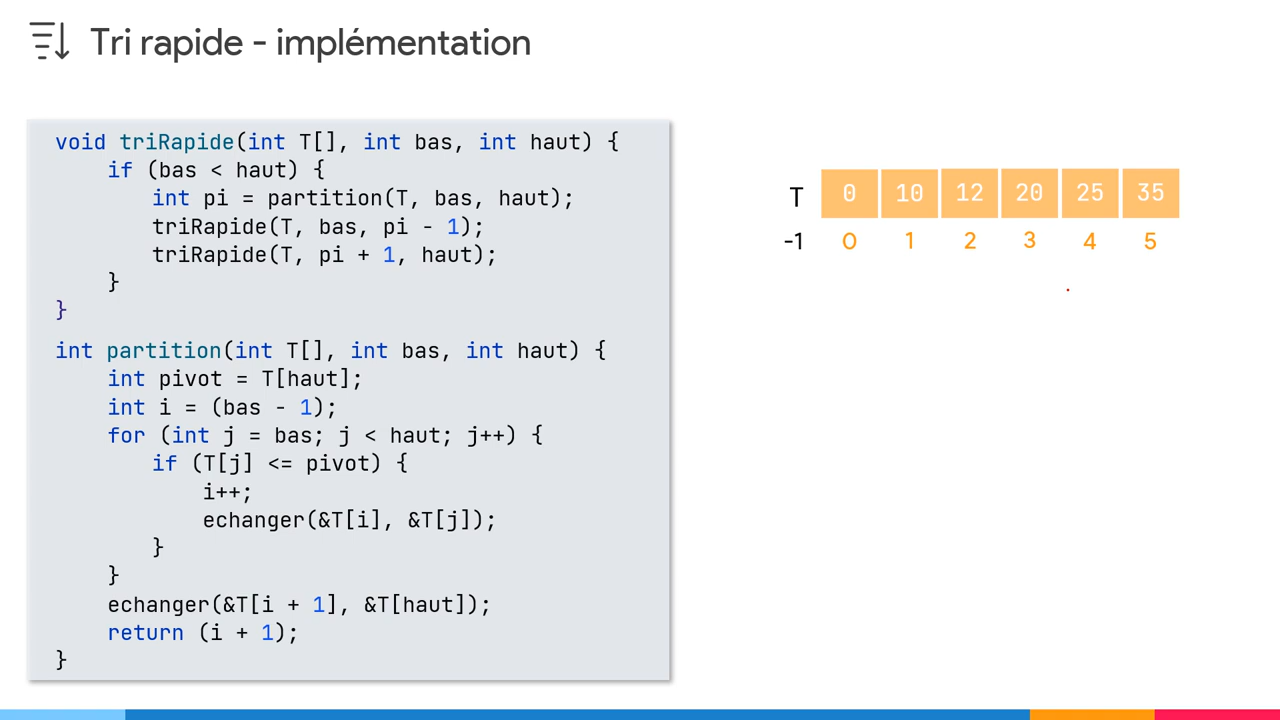 Tri rapide - implémentation
void triRapide(int T[], int bas, int haut) {
if (bas < haut) {
int pi = partition(T, bas, haut);
triRapide(T, bas, pi - 1);
triRapide(T, pi + 1, haut);
}
}
int partition(int T[], int bas, int haut) {
int pivot = T[haut];
int i = (bas - 1);
for (int j = bas; j < haut; j++) {
if (T[j] <= pivot) {
i++;
echanger(&T[i], &T[j]);
}
}
echanger(&T[i + 1], &T[haut]);
return (i + 1);
}
T 0 10 12 20 25 35
-1 0 1 2 3 4 5